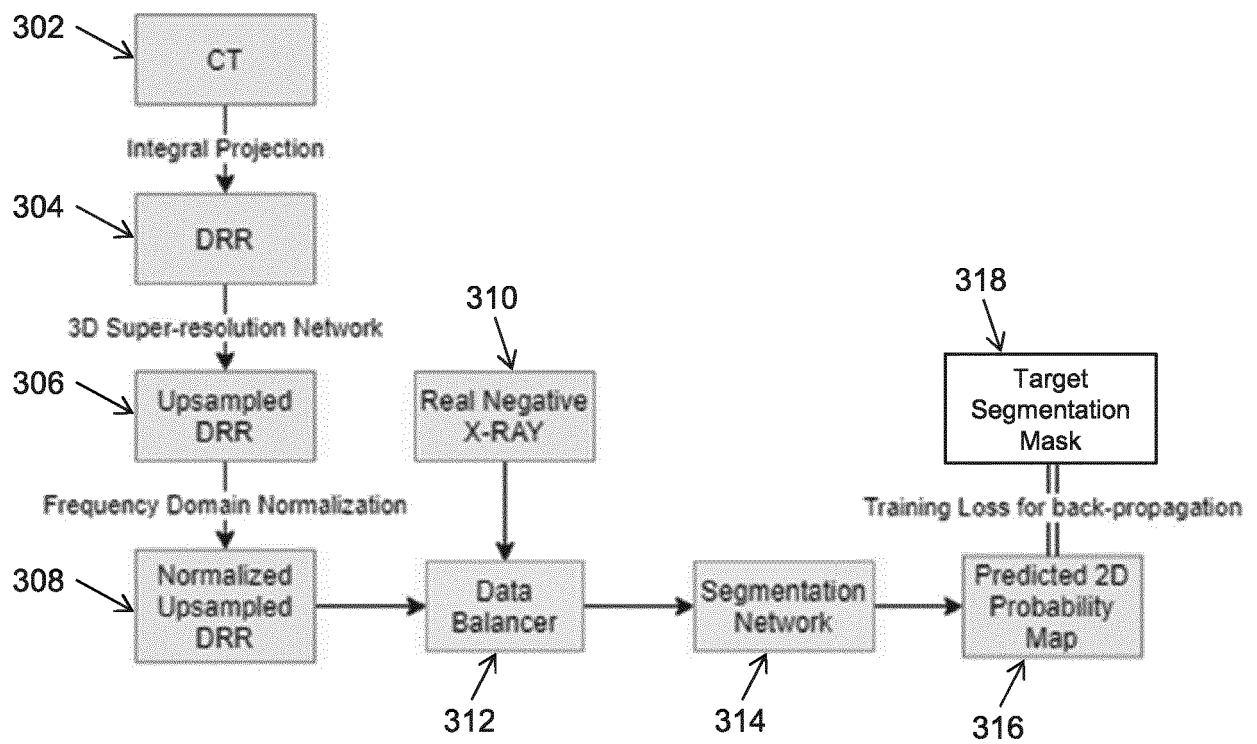 302
CT
Integral Projection
304
DRR
3D Super-resolution Network
306
Upsampled
DRR
310
Real Negative
X-RAY
318
Target
Segmentation
Mask
Frequency Domain Normalization
Training Loss for back-propagation
308
Normalized
Upsampled
DRR
Data
Balancer
312
Segmentation
Network
314
Predicted 2D
Probability
Map
316